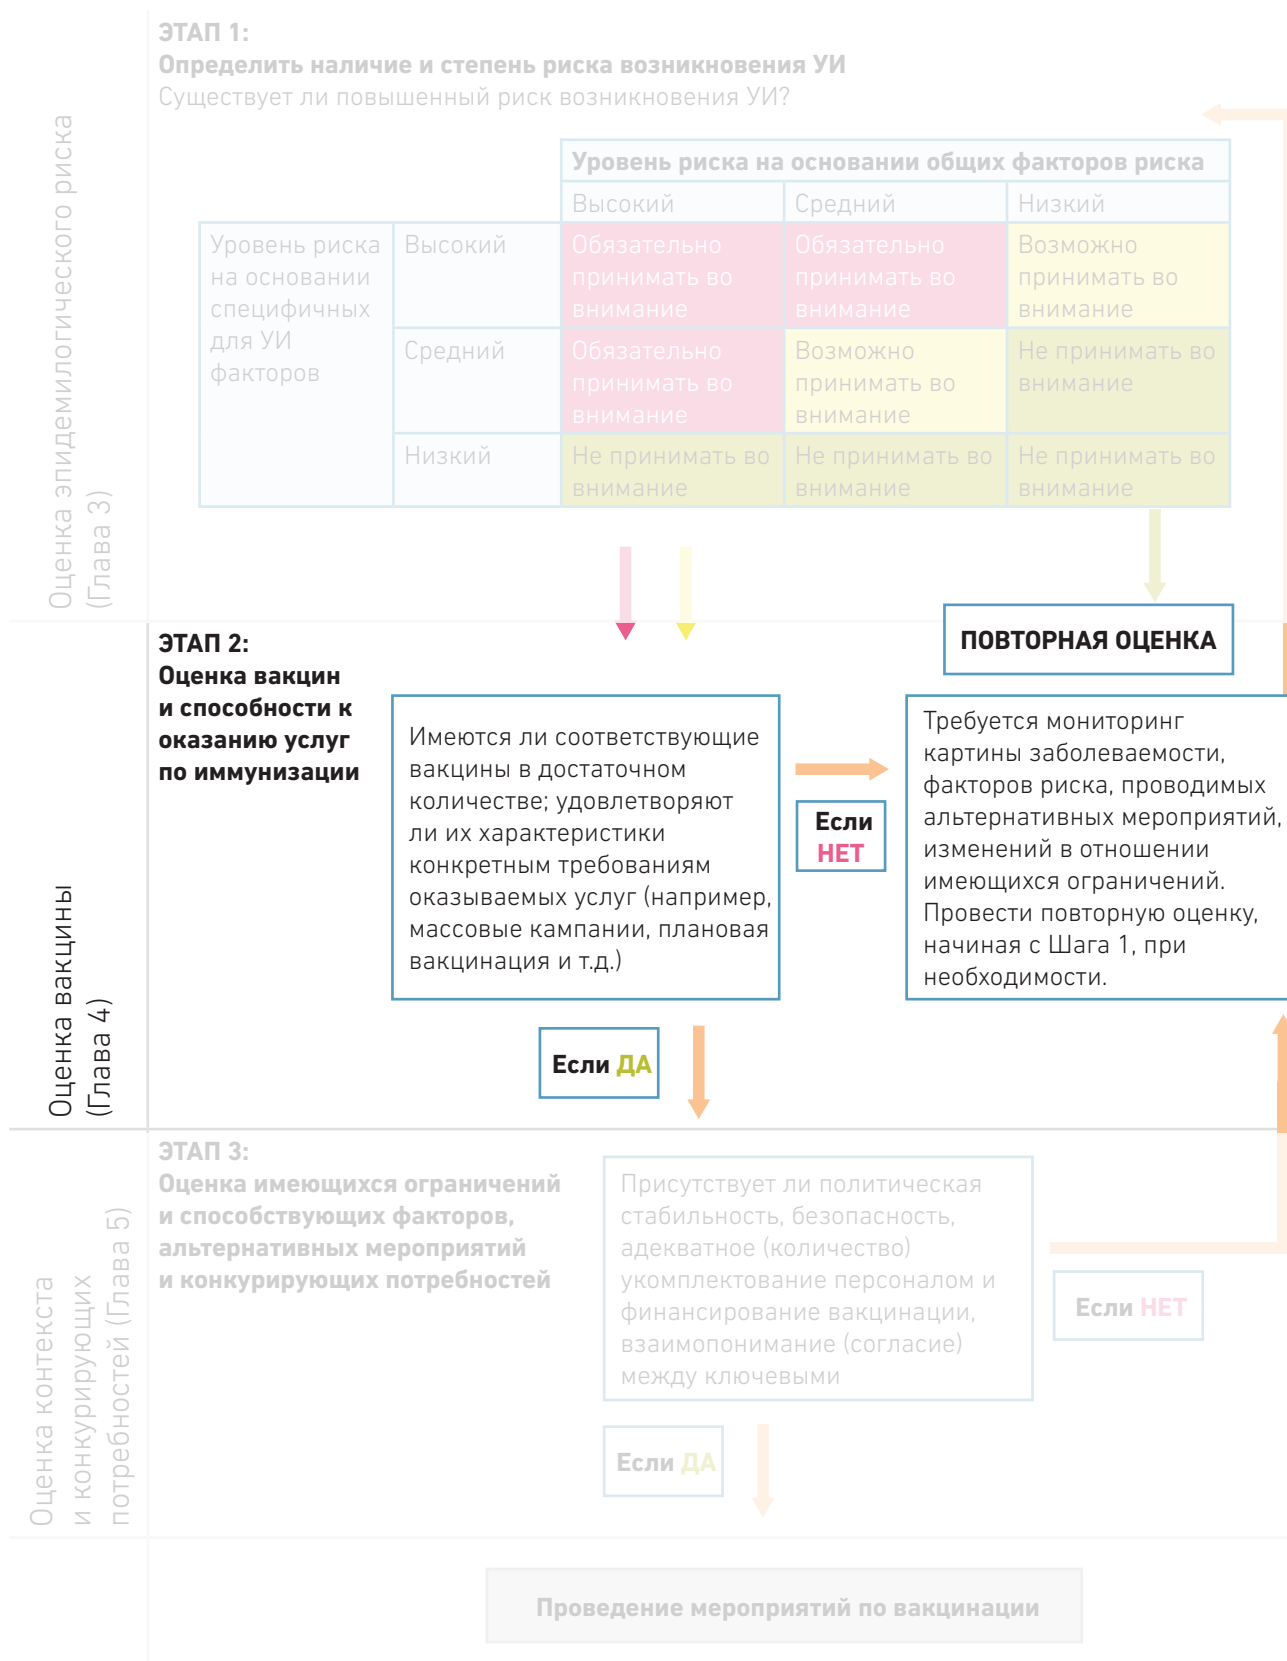 ЭТАП 1:
Определить наличие и степень риска возникновения УИ
Существует ли повышенный риск возникновения УИ?
Оценка эпидемилогического риска
(Глава 3)
Уровень риска на основании общих факторов риска
Высокий
Средний
Низкий
Уровень риска
на основании
специфичных
для УИ
факторов
Высокий
Обязательно
принимать во
внимание
Обязательно
принимать во
внимание
Возможно
принимать во
внимание
Средний
Обязательно
принимать во
внимание
Возможно
принимать во
внимание
Не принимать во
внимание
Низкий
Не принимать во
внимание
Не принимать во
внимание
Не принимать во
внимание
Оценка вакцины
(Глава 4)
ЭТАП 2:
Оценка вакцин
и способности к
оказанию услуг
по иммунизации
Имеются ли соответствующие
вакцины в достаточном
количестве; удовлетворяют
ли их характеристики
конкретным требованиям
оказываемых услуг (например,
массовые кампании, плановая
вакцинация и т.д.)
Если
НЕТ
ПОВТОРНАЯ ОЦЕНКА
Требуется мониторинг
картины заболеваемости,
факторов риска, проводимых
альтернативных мероприятий,
изменений в отношении
имеющихся ограничений.
Провести повторную оценку,
начиная с Шага 1, при
необходимости.
Если ДА
Оценка контекста
и конкурирующих
потребностей (Глава 5)
ЭТАП 3:
Оценка имеющихся ограничений
и способствующих факторов,
альтернативных мероприятий
и конкурирующих потребностей
Присутствует ли политическая
стабильность, безопасность,
адекватное (количество)
укомплектование персоналом и
финансирование вакцинации,
взаимопонимание (согласие)
между ключевыми
Если НЕТ
Если ДА
Проведение мероприятий по вакцинации